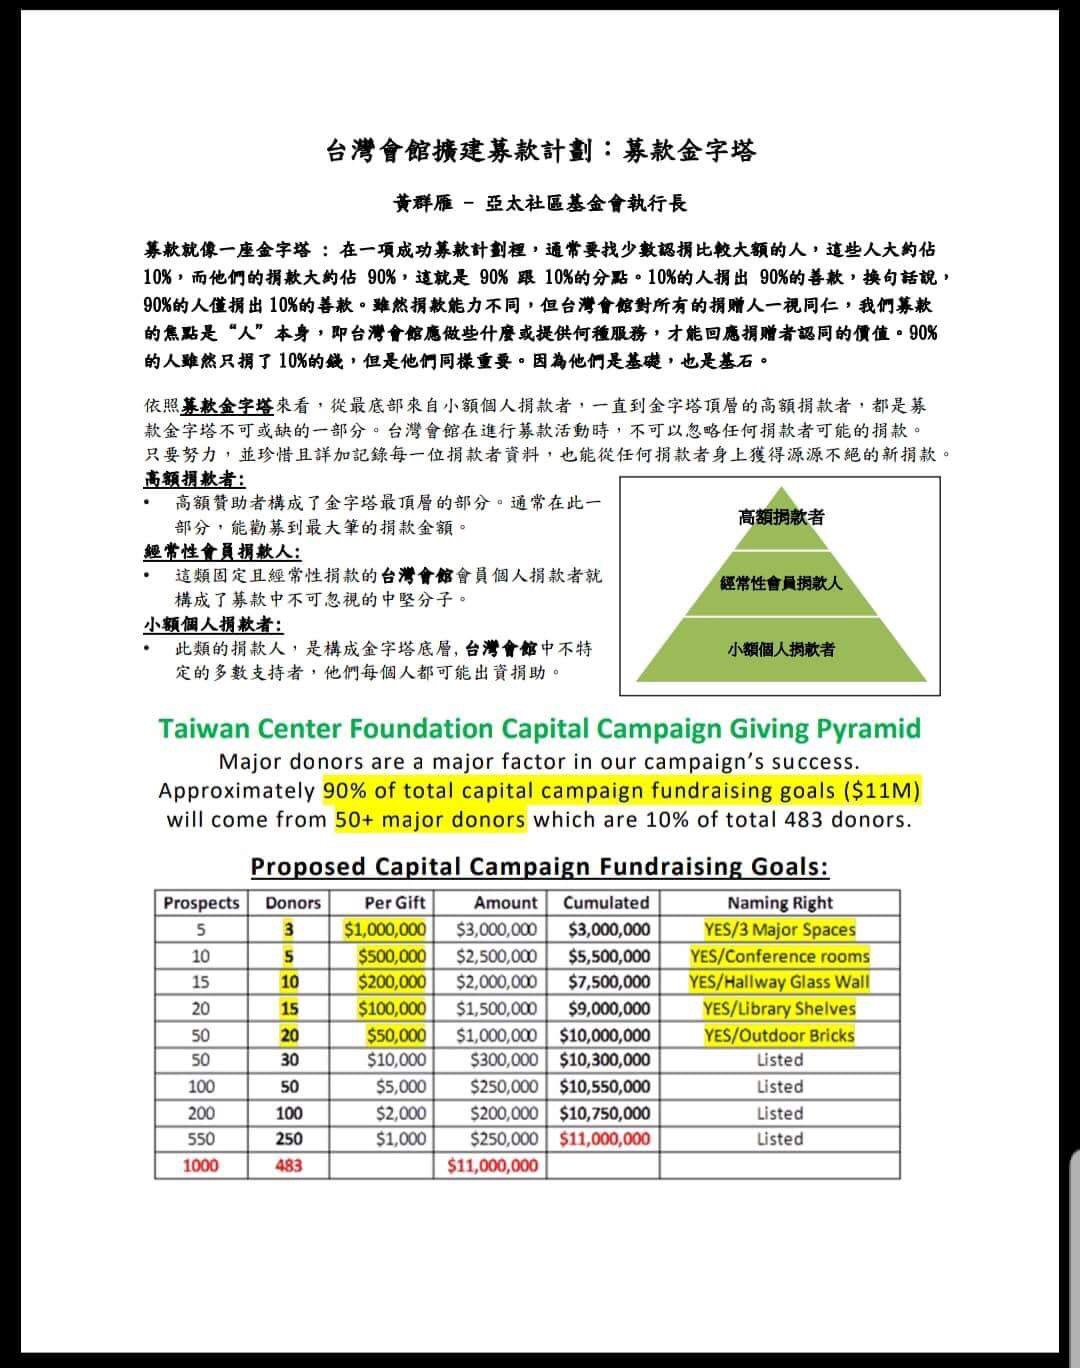 台灣會館擴建募款計劃：募款金字塔
黃群雁 - 亞太社區基金會執行長
募款就像一座金字塔 : 在一項成功募款計劃裡，通常要找少數認捐比較大額的人，這些人大約佔
10%，而他們的捐款大約佔 90%，這就是 90% 跟 10%的分點。10%的人捐出 90%的善款，換句話說，
90%的人僅捐出 10%的善款。雖然捐款能力不同，但台灣會館對所有的捐贈人一視同仁，我們募款
的焦點是 “人” 本身，即台灣會館應做些什麼或提供何種服務，才能回應捐贈者認同的價值。90%
的人雖然只捐了 10%的錢，但是他們同樣重要。因為他們是基礎，也是基石。
依照募款金字塔來看，從最底部來自小額個人捐款者，一直到金字塔頂層的高額捐款者，都是募
款金字塔不可或缺的一部分。台灣會館在進行募款活動時，不可以忽略任何捐款者可能的捐款。
只要努力，並珍惜且詳加記錄每一位捐款者資料，也能從任何捐款者身上獲得源源不絕的新捐款。
高額捐款者:
• 高額贊助者構成了金字塔最頂層的部分。通常在此一
部分，能勸募到最大筆的捐款金額。
經常性會員捐款人:
• 這類固定且經常性捐款的台灣會館會員個人捐款者就
構成了募款中不可忽視的中堅分子。
小額個人捐款者:
• 此類的捐款人，是構成金字塔底層, 台灣會館中不特
定的多數支持者，他們每個人都可能出資捐助。
高額捐款者
經常性會員捐款人
小額個人捐款者
Taiwan Center Foundation Capital Campaign Giving Pyramid
Major donors are a major factor in our campaign’s success.
Approximately 90% of total capital campaign fundraising goals ($11M)
will come from 50+ major donors which are 10% of total 483 donors.
Proposed Capital Campaign Fundraising Goals:
Prospects Donors Per Gift Amount Cumulated Naming Right
5 3 $1,000,000 $3,000,000 $3,000,000 YES/3 Major Spaces
10 5 $500,000 $2,500,000 $5,500,000 YES/Conference rooms
15 10 $200,000 $2,000,000 $7,500,000 YES/Hallway Glass Wall
20 15 $100,000 $1,500,000 $9,000,000 YES/Library Shelves
50 20 $50,000 $1,000,000 $10,000,000 YES/Outdoor Bricks
50 30 $10,000 $300,000 $10,300,000 Listed
100 50 $5,000 $250,000 $10,550,000 Listed
200 100 $2,000 $200,000 $10,750,000 Listed
550 250 $1,000 $250,000 $11,000,000 Listed
1000 483 $11,000,000